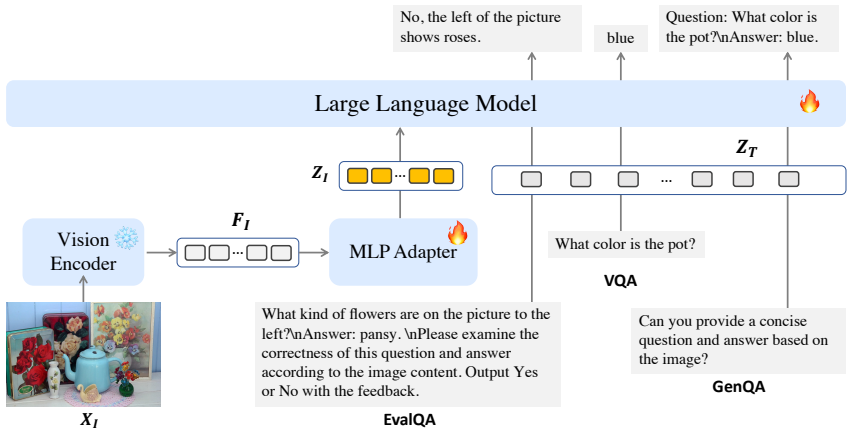 No, the left of the picture
shows roses.
blue
Question: What color is
the pot?\nAnswer: blue.
Large Language Model
Z_I
Z_T
...
...
F_I
Vision
Encoder
...
MLP Adapter
What color is the pot?
VQA
What kind of flowers are on the picture to the
left?\nAnswer: pansy. \nPlease examine the
correctness of this question and answer
according to the image content. Output Yes
or No with the feedback.
Can you provide a concise
question and answer based on
the image?
X_I
EvalQA
GenQA